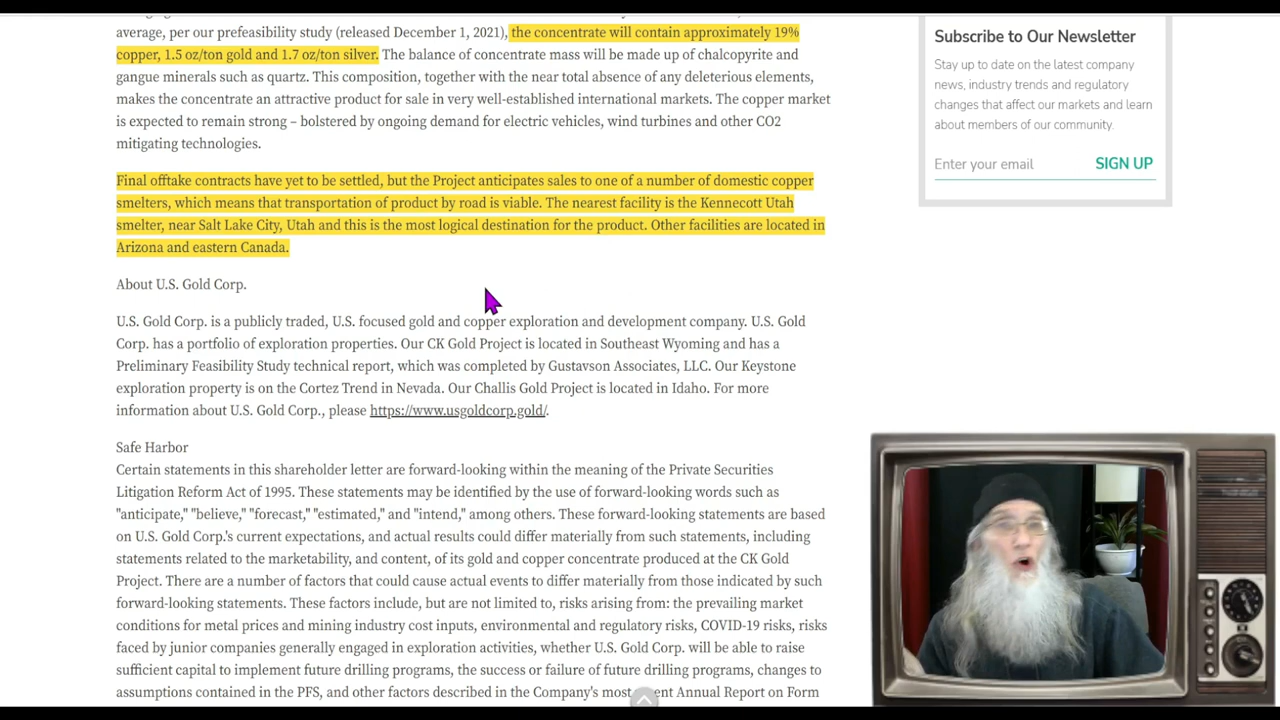 average, per our prefeasibility study (released December 1, 2021), the concentrate will contain approximately 19%
copper, 1.5 oz/ton gold and 1.7 oz/ton silver. The balance of concentrate mass will be made up of chalcopyrite and
gangue minerals such as quartz. This composition, together with the near total absence of any deleterious elements,
makes the concentrate an attractive product for sale in very well-established international markets. The copper market
is expected to remain strong – bolstered by ongoing demand for electric vehicles, wind turbines and other CO2
mitigating technologies.
Final offtake contracts have yet to be settled, but the Project anticipates sales to one of a number of domestic copper
smelters, which means that transportation of product by road is viable. The nearest facility is the Kennecott Utah
smelter, near Salt Lake City, Utah and this is the most logical destination for the product. Other facilities are located in
Arizona and eastern Canada.
About U.S. Gold Corp.
U.S. Gold Corp. is a publicly traded, U.S. focused gold and copper exploration and development company. U.S. Gold
Corp. has a portfolio of exploration properties. Our CK Gold Project is located in Southeast Wyoming and has a
Preliminary Feasibility Study technical report, which was completed by Gustavson Associates, LLC. Our Keystone
exploration property is on the Cortez Trend in Nevada. Our Challis Gold Project is located in Idaho. For more
information about U.S. Gold Corp., please https://www.usgoldcorp.gold/.
Safe Harbor
Certain statements in this shareholder letter are forward-looking within the meaning of the Private Securities
Litigation Reform Act of 1995. These statements may be identified by the use of forward-looking words such as
"anticipate," "believe," "forecast," "estimated," and "intend," among others. These forward-looking statements are based
on U.S. Gold Corp.'s current expectations, and actual results could differ materially from such statements, including
statements related to the marketablity, and content, of its gold and copper concentrate produced at the CK Gold
Project. There are a number of factors that could cause actual events to differ materially from those indicated by such
forward-looking statements. These factors include, but are not limited to, risks arising from: the prevailing market
conditions for metal prices and mining industry cost inputs, environmental and regulatory risks, COVID-19 risks, risks
faced by junior companies generally engaged in exploration activities, whether U.S. Gold Corp. will be able to raise
sufficient capital to implement future drilling programs, the success or failure of future drilling programs, changes to
assumptions contained in the PFS, and other factors described in the Company's most Annual Report on Form
Subscribe to Our Newsletter
Stay up to date on the latest company
news, industry trends and regulatory
changes that affect our markets and learn
about members of our community.
Enter your email SIGN UP